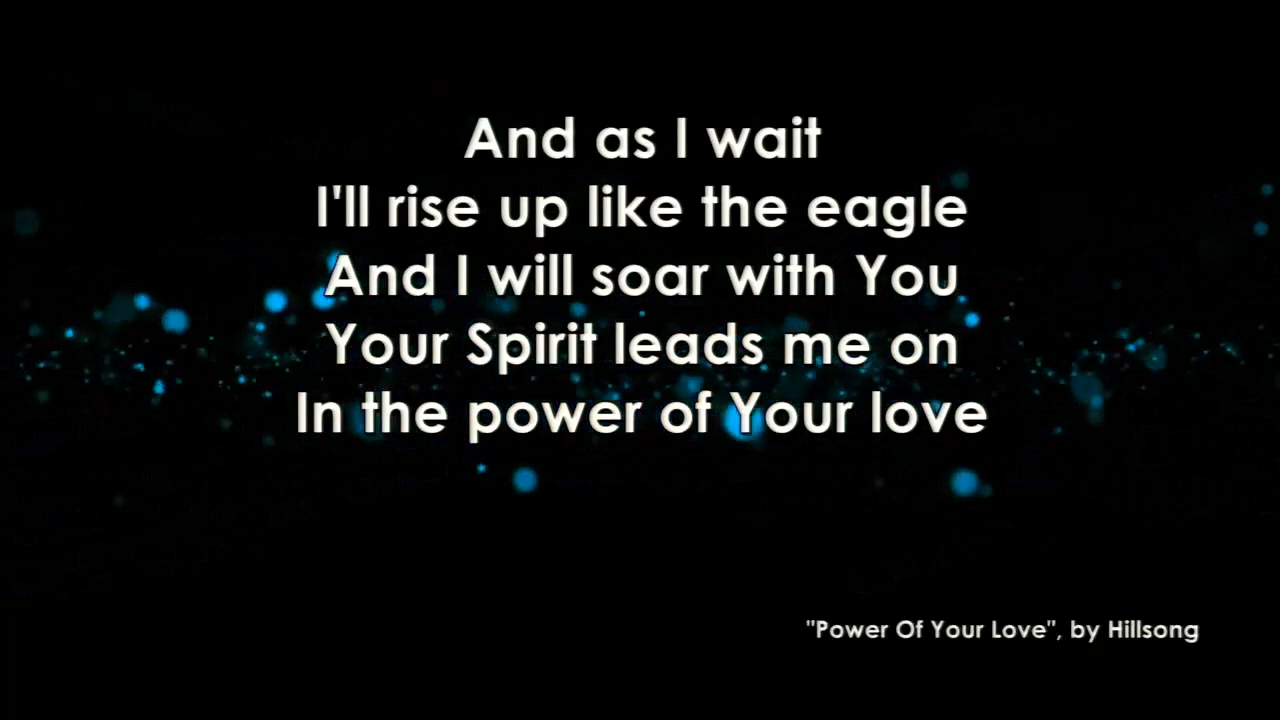 And as I wait
I'll rise up like the eagle
And I will soar with You
Your Spirit leads me on
In the power of Your love
"Power Of Your Love", by Hillsong